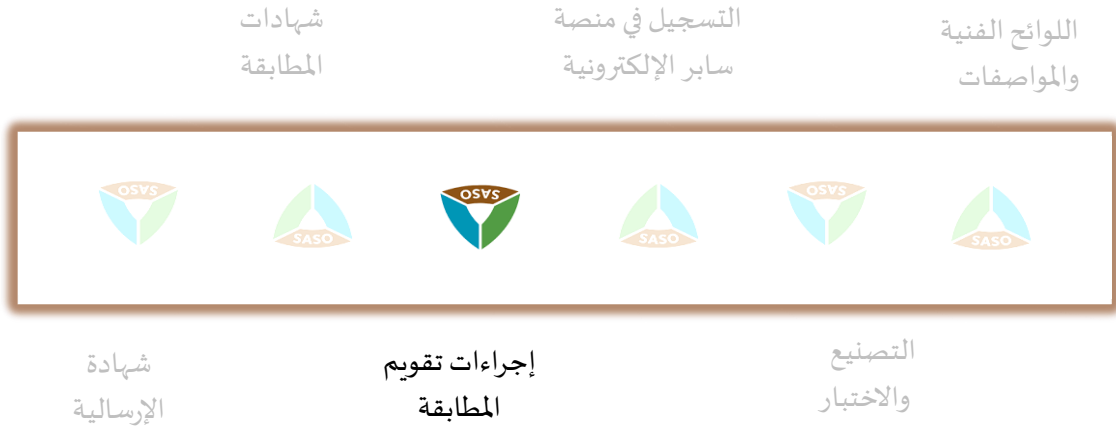 اللوائح الفنية
والمواصفات
التسجيل في منصة
سابر الإلكترونية
شهادات
المطابقة
SASO
SASO
SASO
SASO
SASO
SASO
التصنيع
والاختبار
إجراءات تقويم
المطابقة
شهادة
الإرسالية